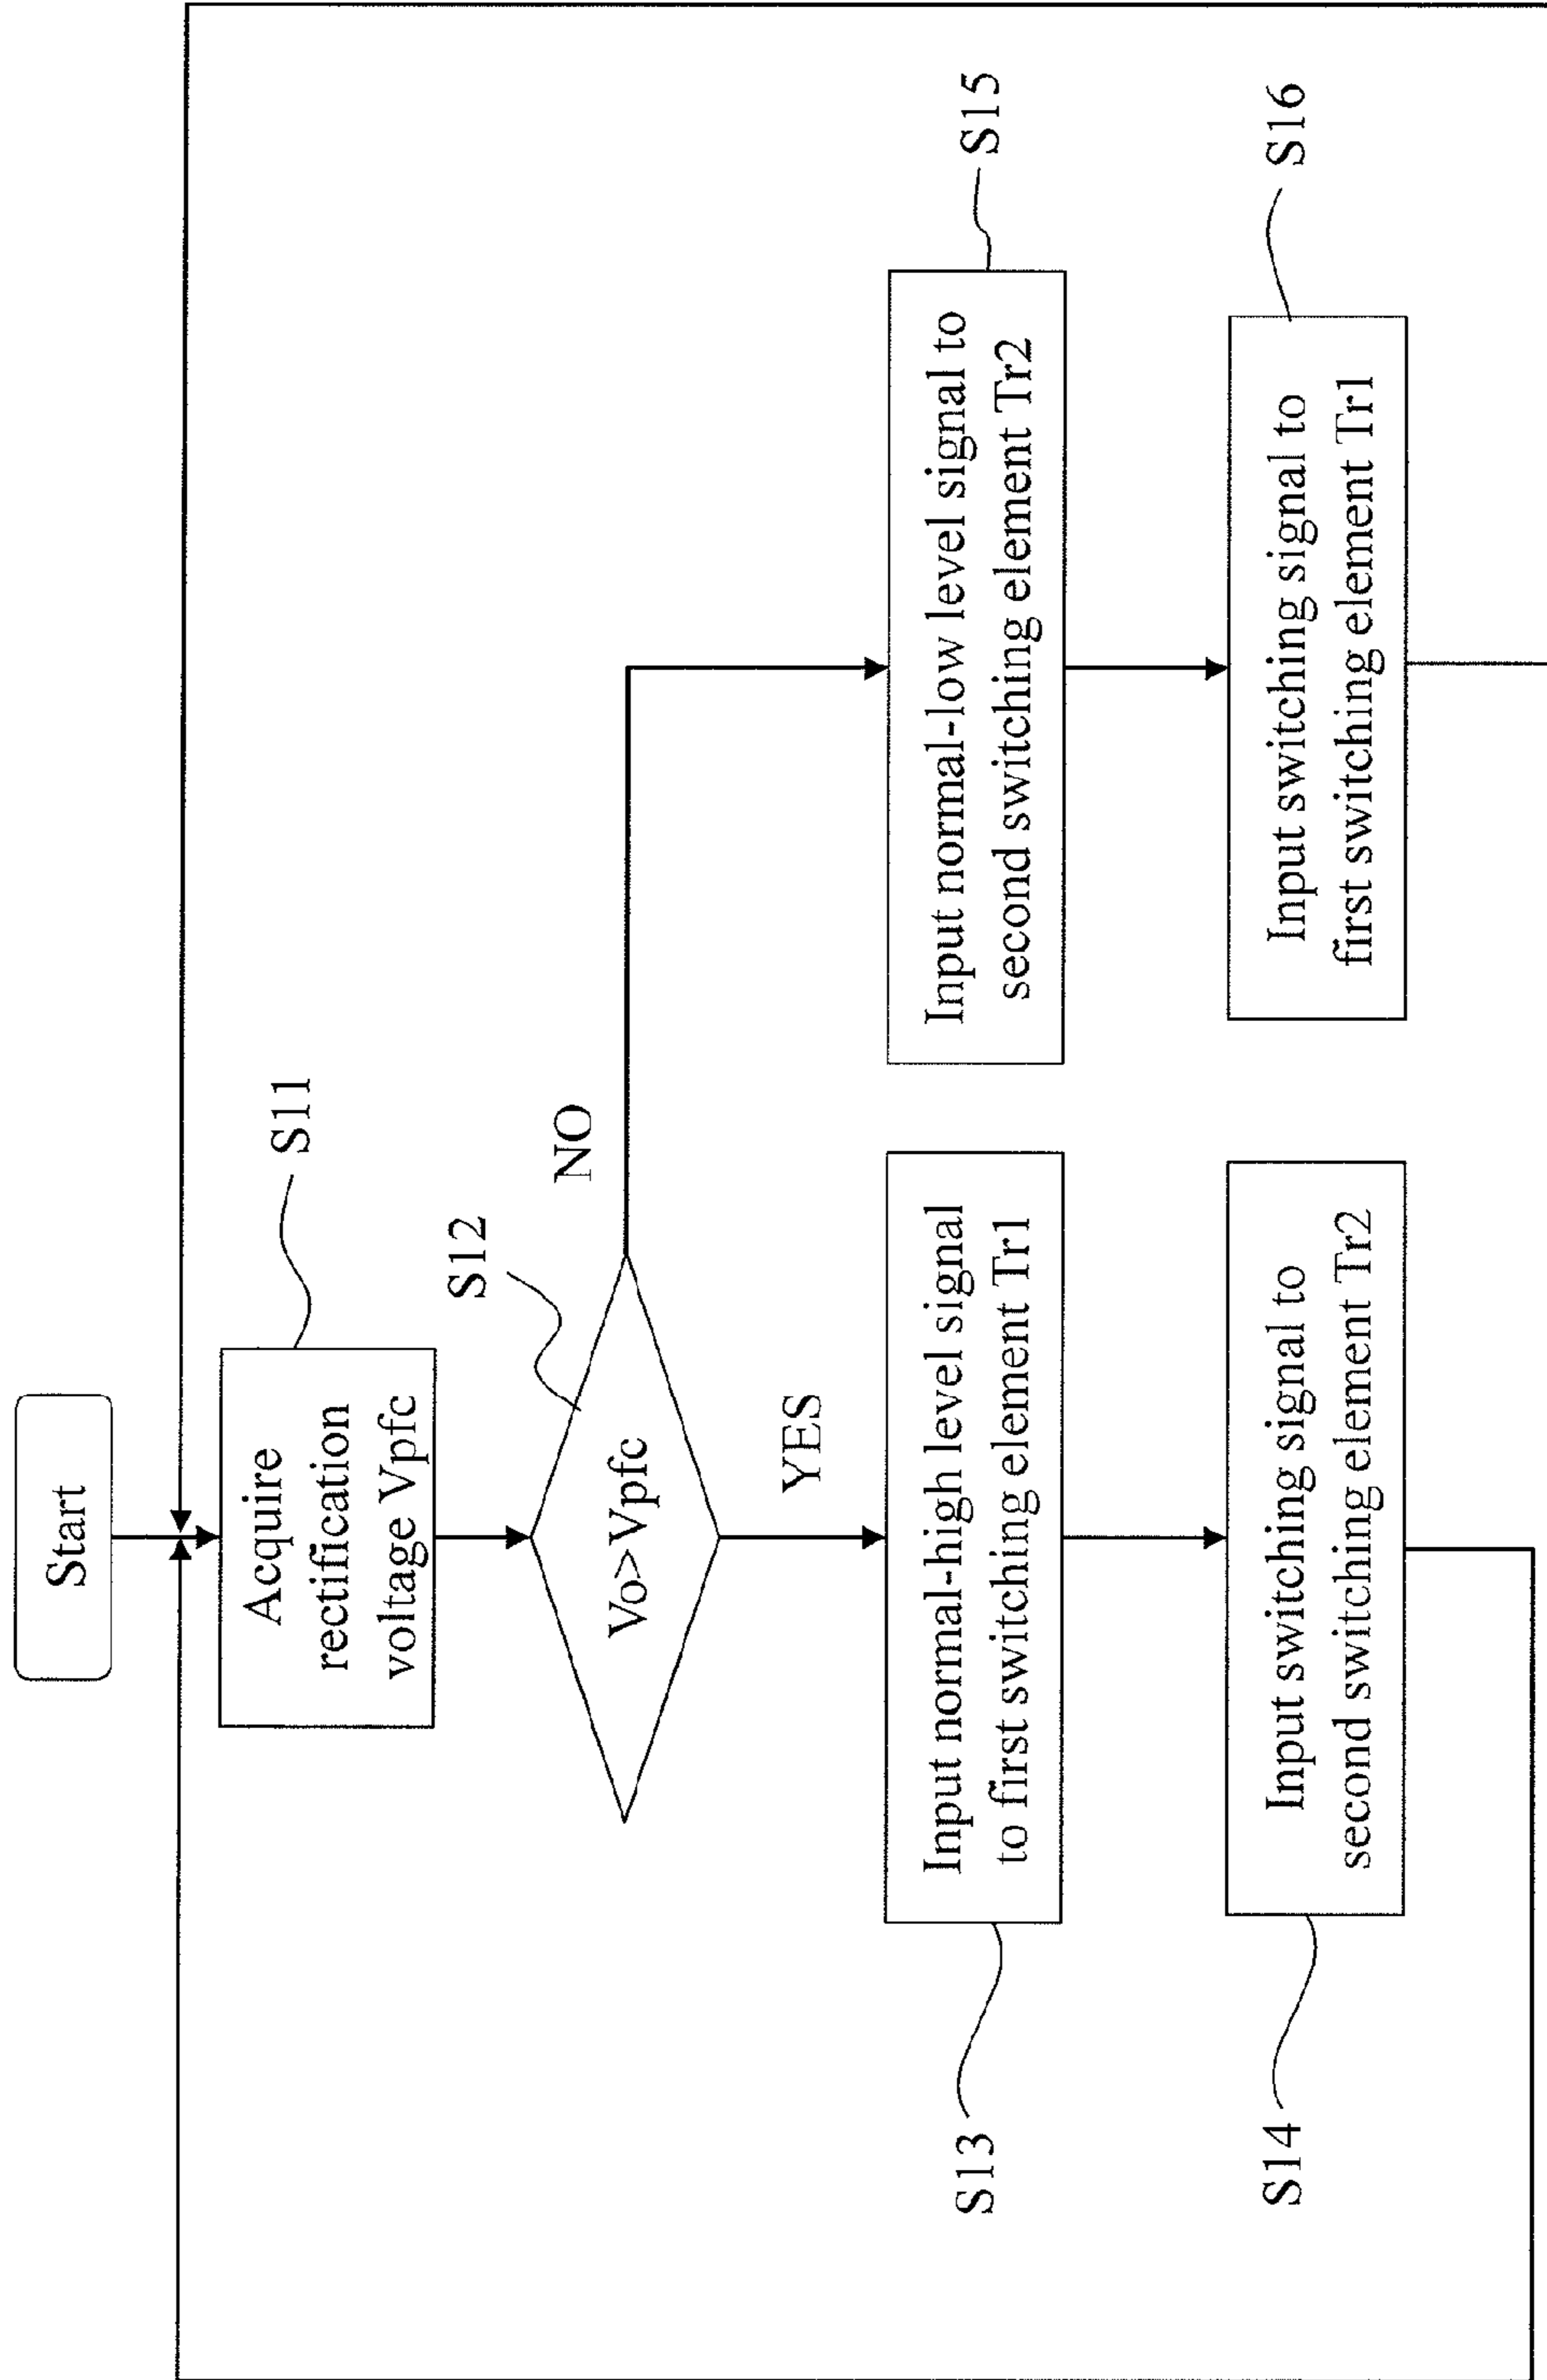 Start
Acquire
rectification
voltage Vpfc
S11
Vo>Vpfc
S12
NO
YES
Input normal-high level signal
to first switching element Tr1
S13
Input switching signal to
second switching element Tr2
S14
Input normal-low level signal to
second switching element Tr2
S15
Input switching signal to
first switching element Tr1
S16